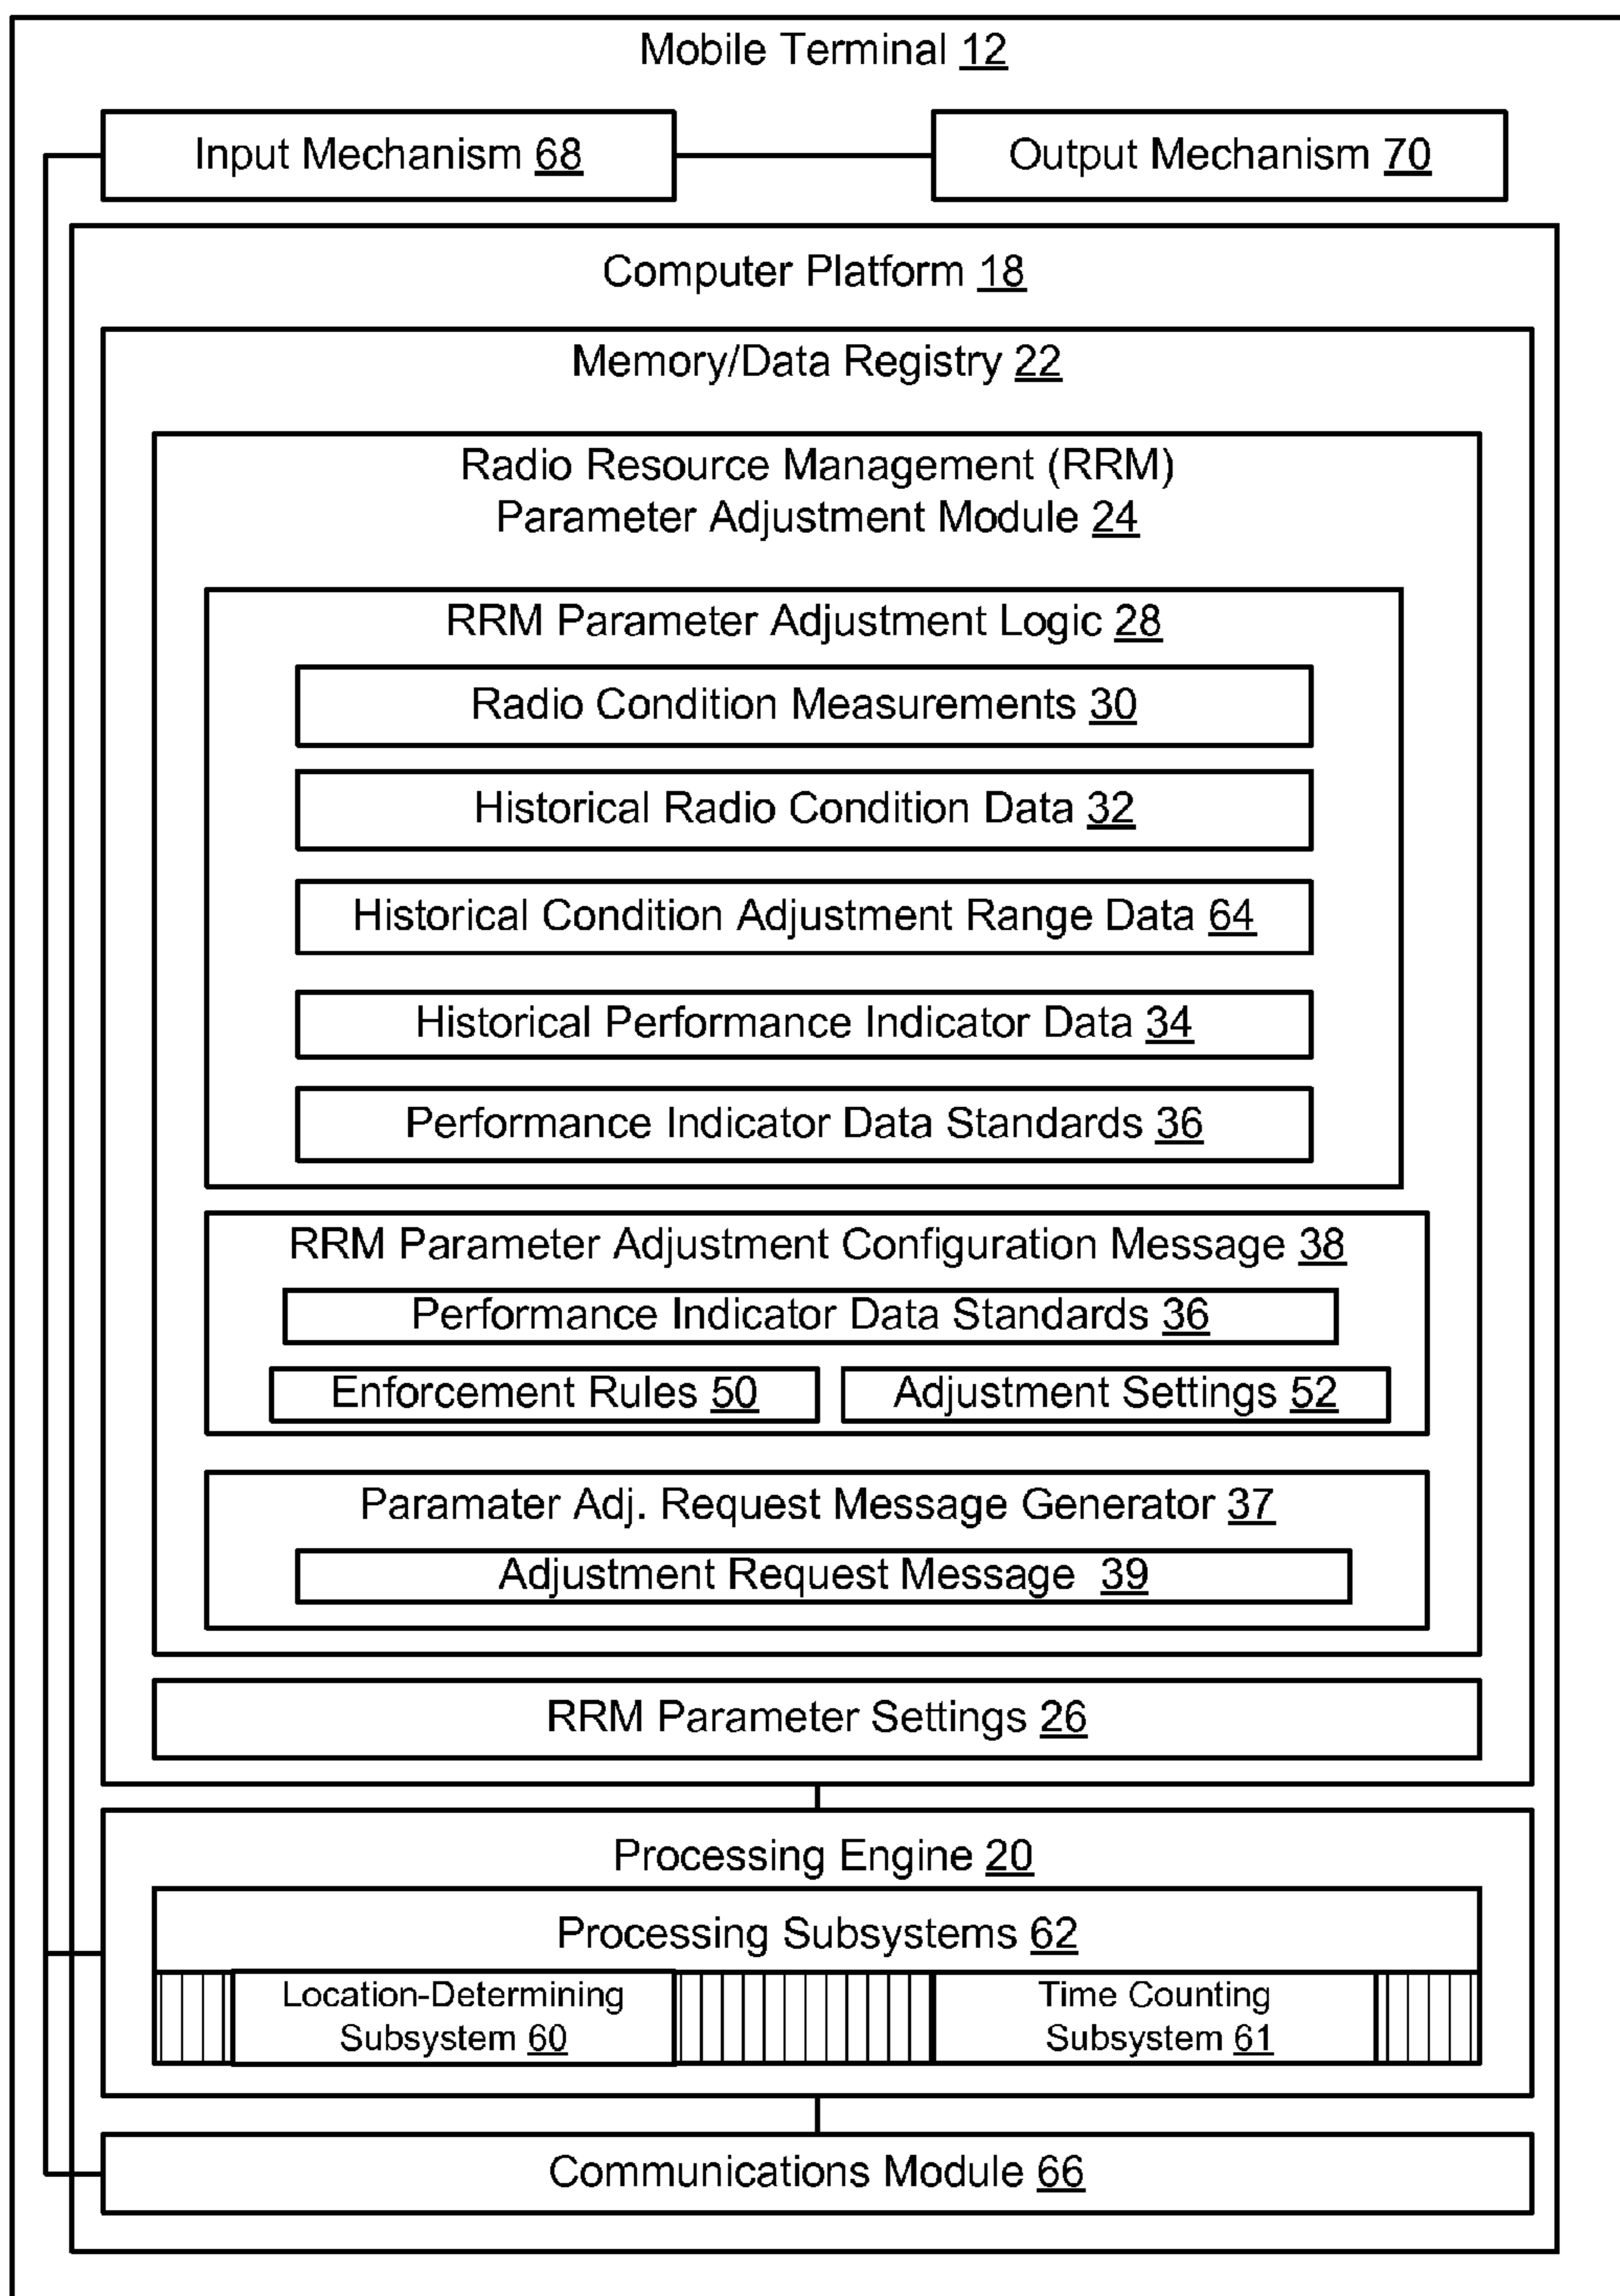 Mobile Terminal 12
Input Mechanism 68
Output Mechanism 70
Computer Platform 18
Memory/Data Registry 22
Radio Resource Management (RRM)
Parameter Adjustment Module 24
RRM Parameter Adjustment Logic 28
Radio Condition Measurements 30
Historical Radio Condition Data 32
Historical Condition Adjustment Range Data 64
Historical Performance Indicator Data 34
Performance Indicator Data Standards 36
RRM Parameter Adjustment Configuration Message 38
Performance Indicator Data Standards 36
Enforcement Rules 50
Adjustment Settings 52
Paramater Adj. Request Message Generator 37
Adjustment Request Message 39
RRM Parameter Settings 26
Processing Engine 20
Processing Subsystems 62
Location-Determining
Subsystem 60
Time Counting
Subsystem 61
Communications Module 66